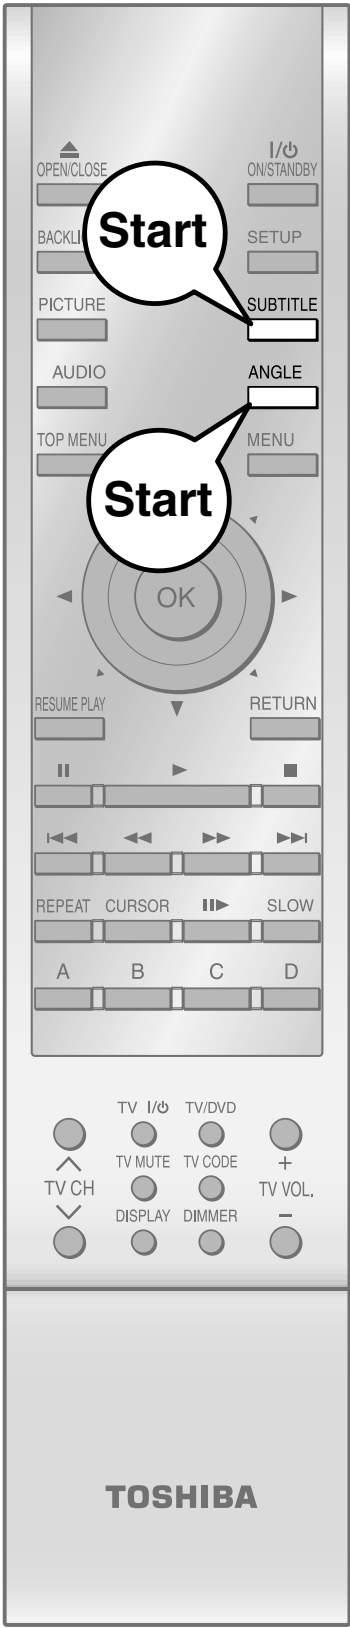 OPEN/CLOSE
I/⏻
ON/STANDBY
Start
SETUP
PICTURE
SUBTITLE
AUDIO
ANGLE
TOP MENU
MENU
Start
OK
RESUME PLAY
RETURN
REPEAT CURSOR SLOW
A B C D
TV I/⏻ TV/DVD
TV MUTE TV CODE +
TV CH TV VOL.
DISPLAY DIMMER −
TOSHIBA